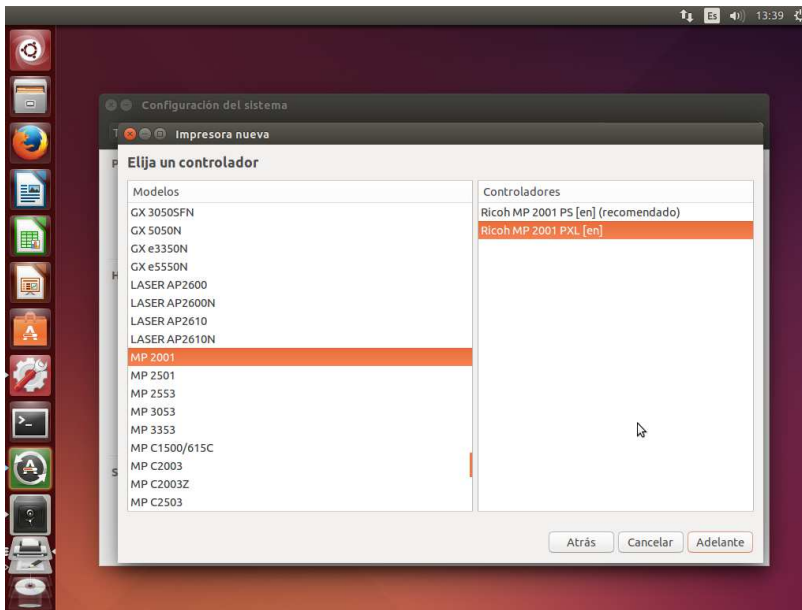 Es
13:39
Configuración del sistema
Impresora nueva
Elija un controlador
Modelos
GX 3050SFN
GX 5050N
GX e3350N
GX e5550N
LASER AP2600
LASER AP2600N
LASER AP2610
LASER AP2610N
MP 2001
MP 2501
MP 2553
MP 3053
MP 3353
MP C1500/615C
MP C2003
MP C2003Z
MP C2503
Controladores
Ricoh MP 2001 PS [en] (recomendado)
Ricoh MP 2001 PXL [en]
Atrás
Cancelar
Adelante